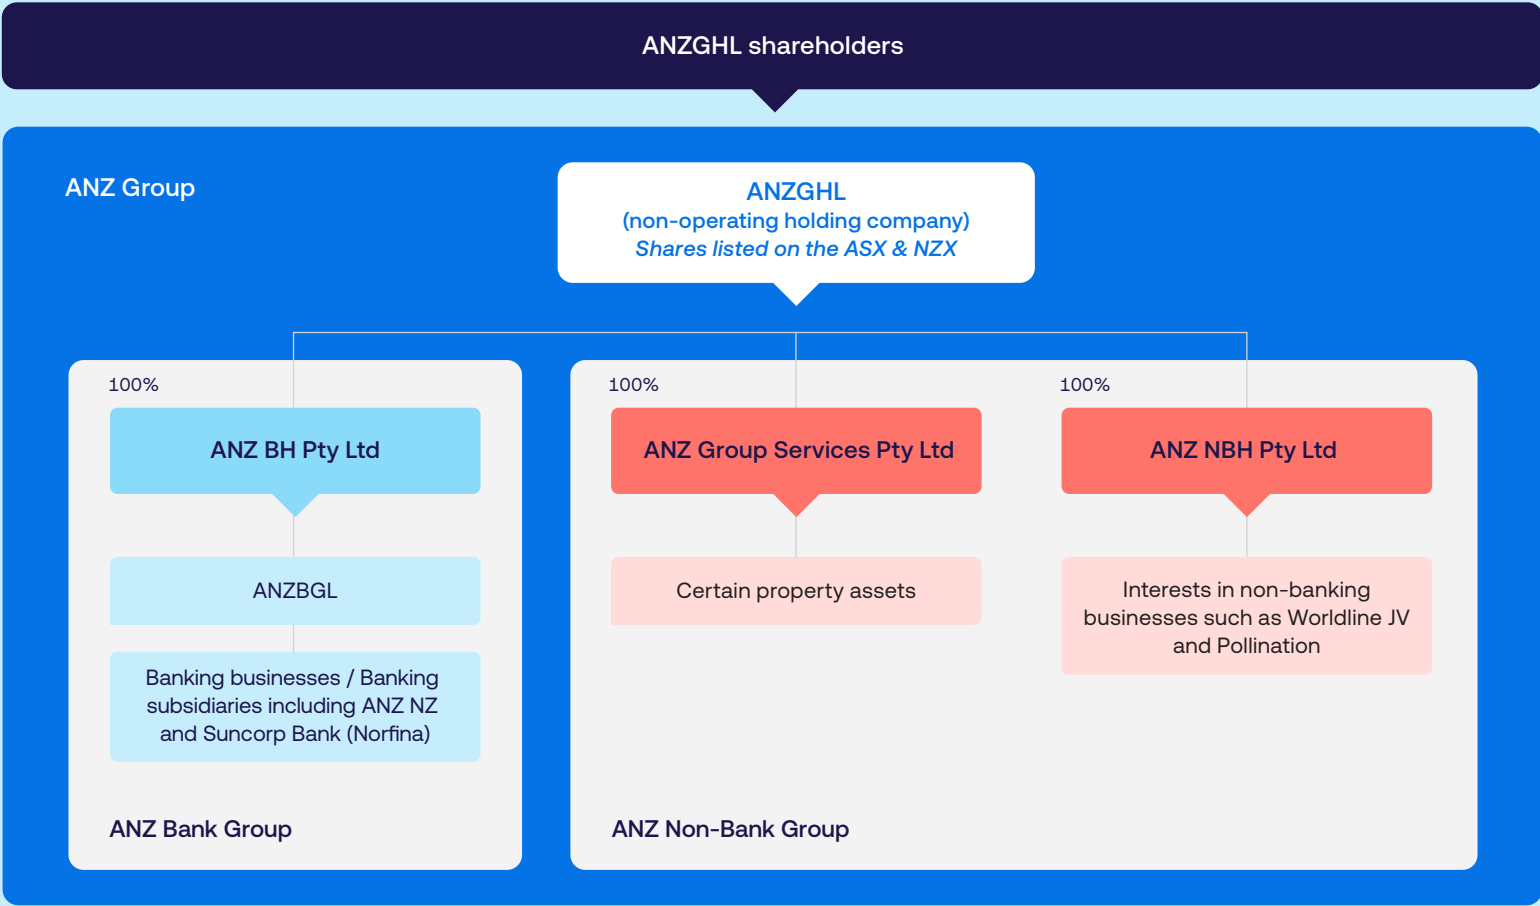 ANZGHL shareholders
ANZ Group
ANZGHL
(non-operating holding company)
Shares listed on the ASX & NZX
100%
ANZ BH Pty Ltd
ANZBGL
Banking businesses / Banking
subsidiaries including ANZ NZ
and Suncorp Bank (Norfina)
ANZ Bank Group
100%
ANZ Group Services Pty Ltd
Certain property assets
100%
ANZ NBH Pty Ltd
Interests in non-banking
businesses such as Worldline JV
and Pollination
ANZ Non-Bank Group